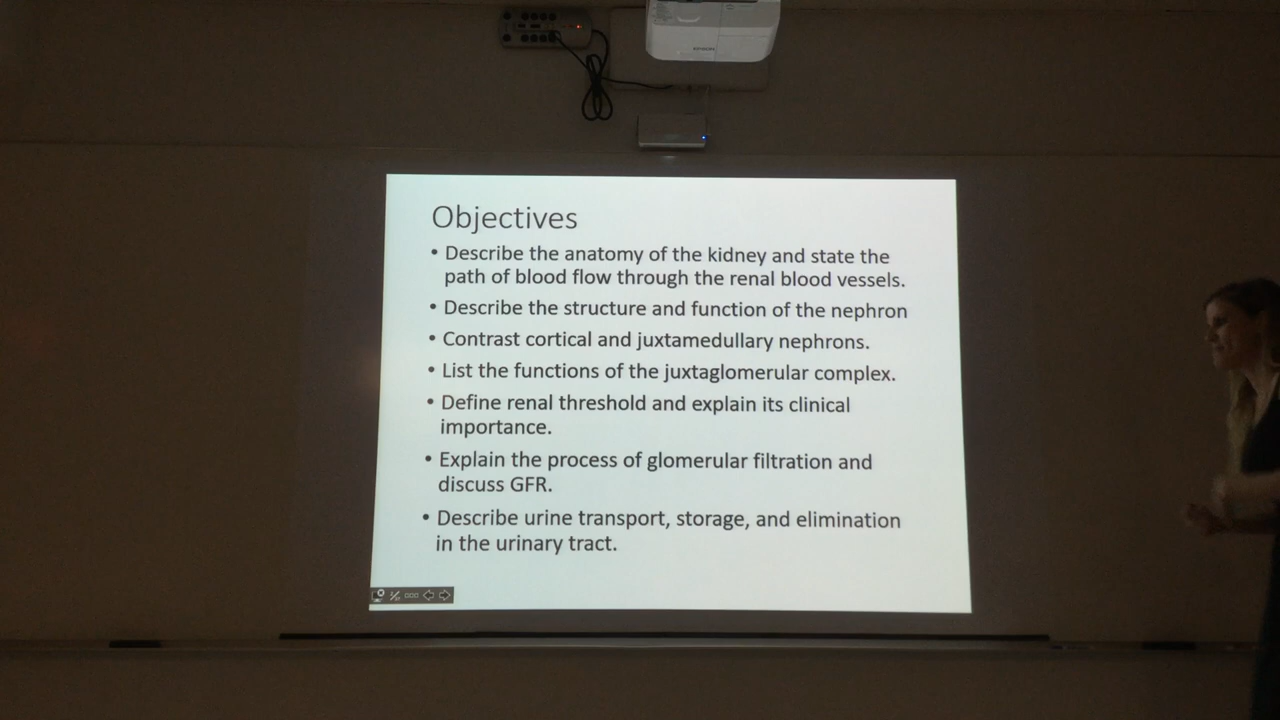 EPSON
Objectives
• Describe the anatomy of the kidney and state the
path of blood flow through the renal blood vessels.
• Describe the structure and function of the nephron
• Contrast cortical and juxtamedullary nephrons.
• List the functions of the juxtaglomerular complex.
• Define renal threshold and explain its clinical
importance.
• Explain the process of glomerular filtration and
discuss GFR.
• Describe urine transport, storage, and elimination
in the urinary tract.